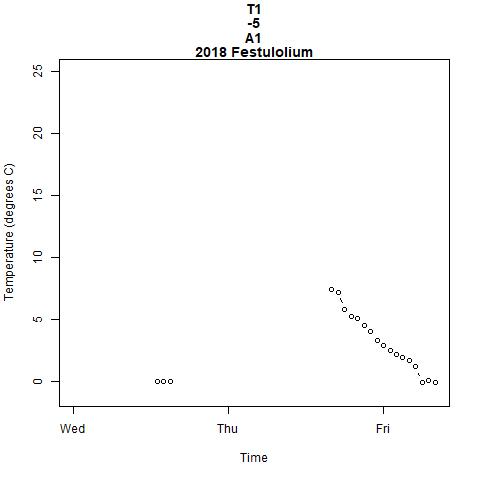 T1
-5
A1
2018 Festulolium
Temperature (degrees C)
25
20
15
10
5
0
Wed
Thu
Fri
Time